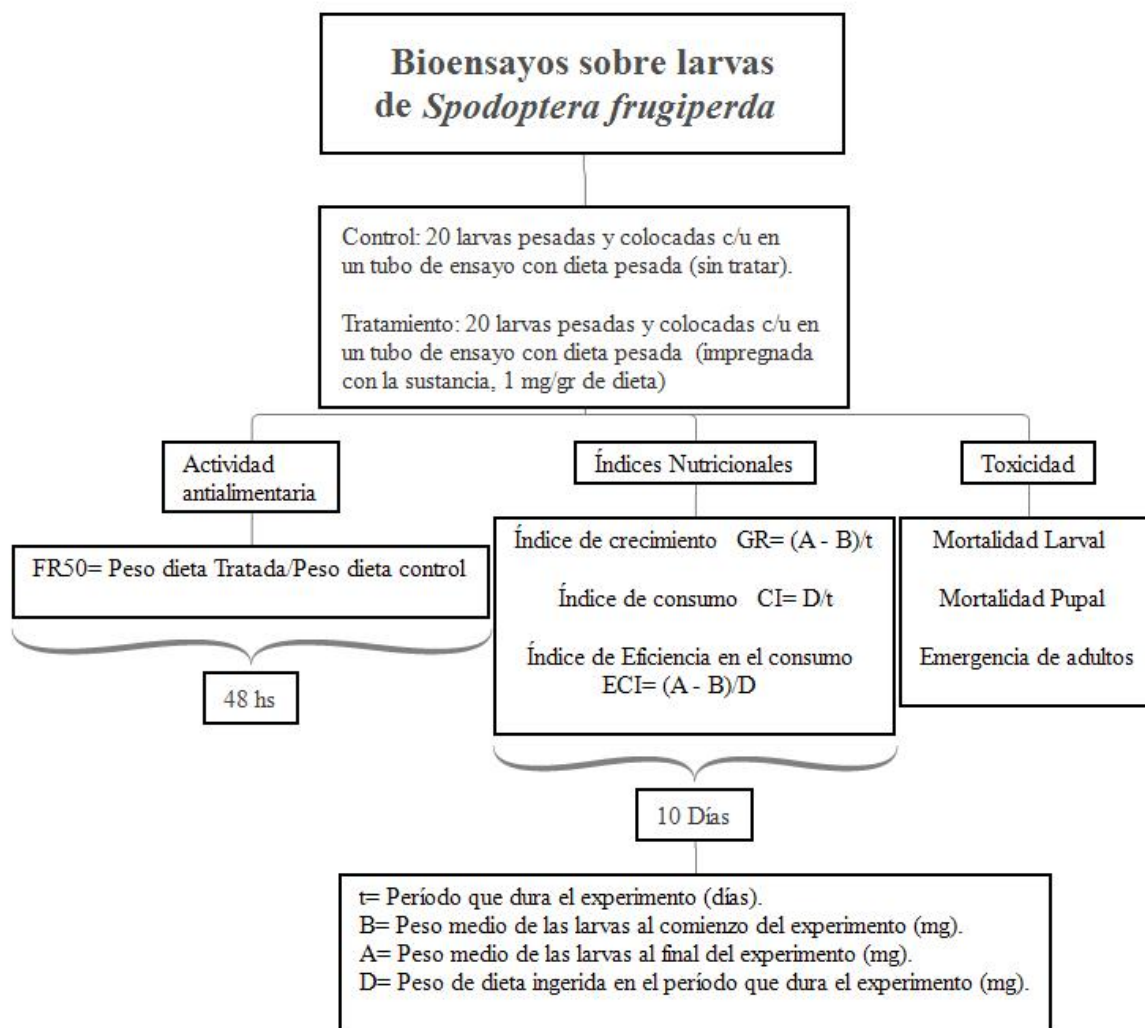 Bioensayos sobre larvas
de Spodoptera frugiperda
Control: 20 larvas pesadas y colocadas c/u en
un tubo de ensayo con dieta pesada (sin tratar).
Tratamiento: 20 larvas pesadas y colocadas c/u en
un tubo de ensayo con dieta pesada (impregnada
con la sustancia, 1 mg/gr de dieta)
Actividad
antialimentaria
FR50= Peso dieta Tratada/Peso dieta control
48 hs
Índices Nutricionales
Índice de crecimiento GR= (A - B)/t
Índice de consumo CI= D/t
Índice de Eficiencia en el consumo
ECI= (A - B)/D
10 Días
t= Período que dura el experimento (días).
B= Peso medio de las larvas al comienzo del experimento (mg).
A= Peso medio de las larvas al final del experimento (mg).
D= Peso de dieta ingerida en el período que dura el experimento (mg).
Toxicidad
Mortalidad Larval
Mortalidad Pupal
Emergencia de adultos